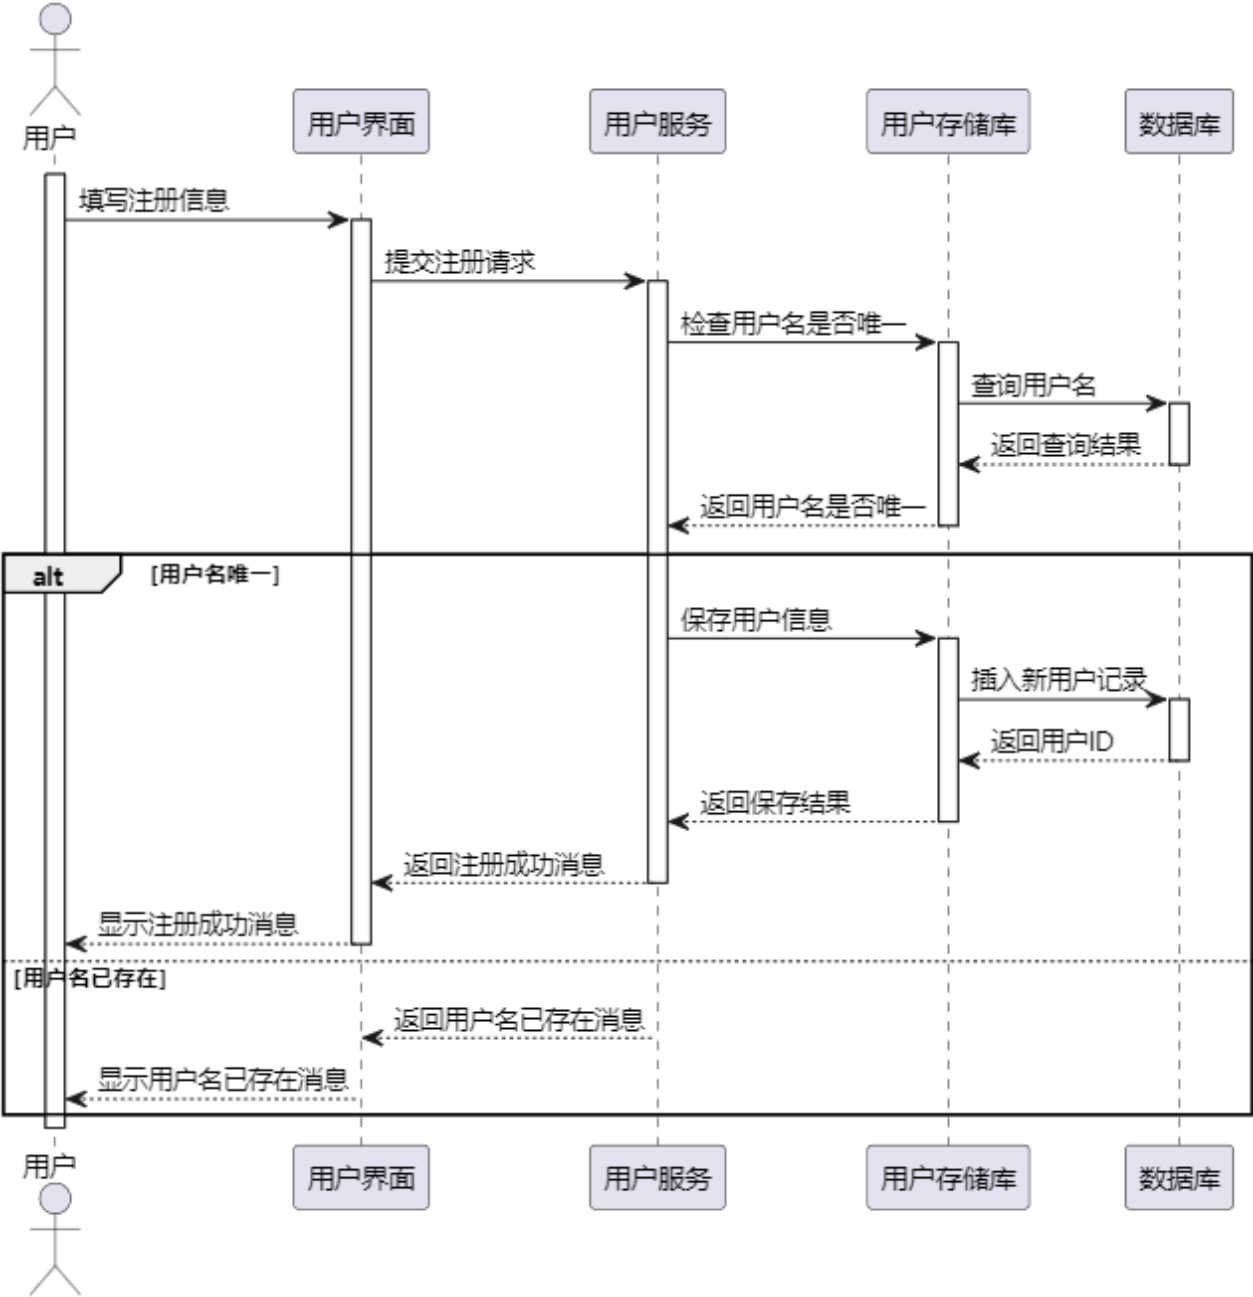 用户
用户界面
用户服务
用户存储库
数据库
填写注册信息
提交注册请求
检查用户名是否唯一
查询用户名
返回查询结果
返回用户名是否唯一
alt
[用户名唯一]
保存用户信息
插入新用户记录
返回用户ID
返回保存结果
返回注册成功消息
显示注册成功消息
[用户名已存在]
返回用户名已存在消息
显示用户名已存在消息
用户
用户界面
用户服务
用户存储库
数据库